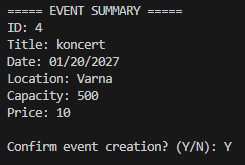 ===== EVENT SUMMARY =====
ID: 4
Title: koncert
Date: 01/20/2027
Location: Varna
Capacity: 500
Price: 10
Confirm event creation? (Y/N): Y